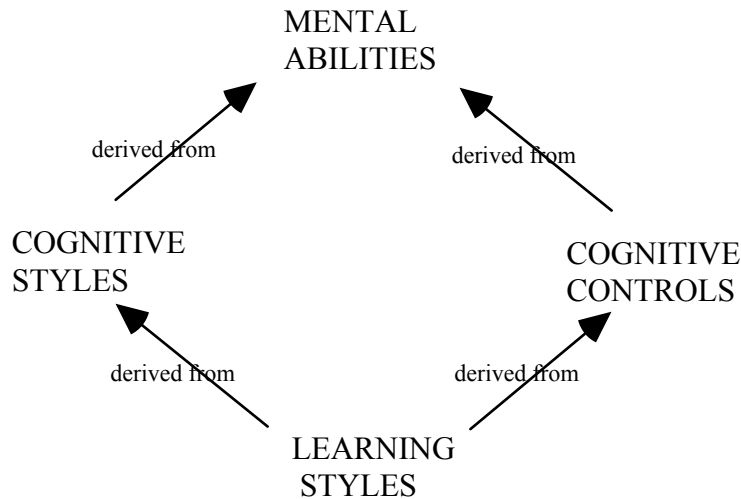 MENTAL
ABILITIES
derived from
derived from
COGNITIVE
STYLES
COGNITIVE
CONTROLS
derived from
derived from
LEARNING
STYLES